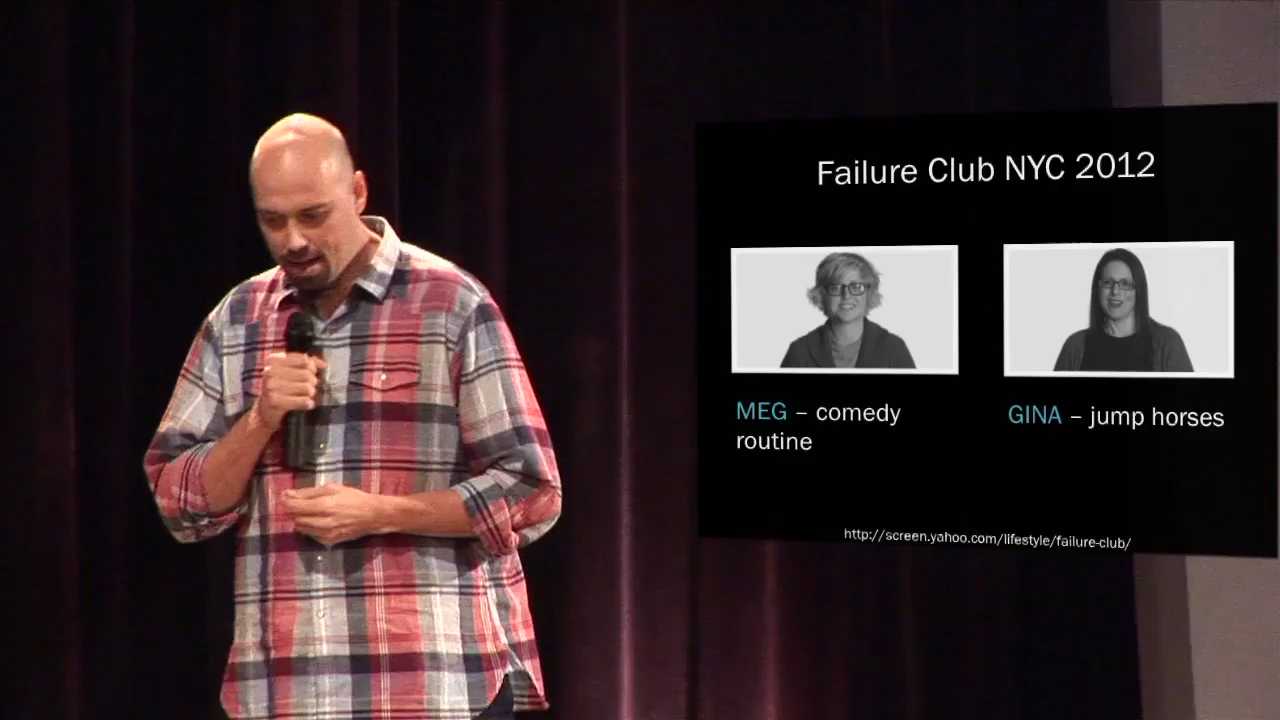 Failure Club NYC 2012
MEG – comedy
routine
GINA – jump horses
http://screen.yahoo.com/lifestyle/failure-club/